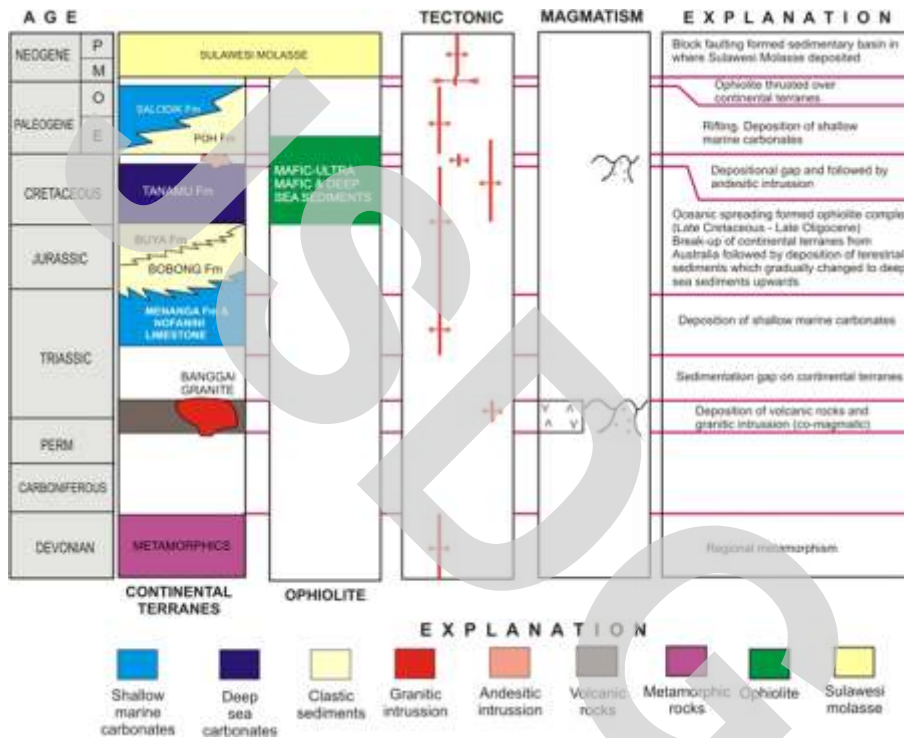 A G E
TECTONIC
MAGMATISM
E X P L A N A T I O N
NEOGENE
P
M
SULAWESI MOLASSE
Block faulting formed sedimentary basin in
where Sulawesi Molasse deposited
PALEOGENE
O
E
SALODIK Fm
POH Fm
Ophiolite thrusted over
continental terranes
Rifting. Deposition of shallow
marine carbonates
CRETACEOUS
TANAMU Fm
MAFIC-ULTRA
MAFIC & DEEP
SEA SEDIMENTS
Depositional gap and followed by
andesitic intrussion
JURASSIC
BUYA Fm
BOBONG Fm
Oceanic spreading formed ophiolite comple
(Late Cretaceous - Late Oligocene)
Break-up of continental terranes from
Australia followed by deposition of terestrial
sediments which gradually changed to deep
sea sediments upwards
TRIASSIC
MENANGA Fm &
NOFANINI
LIMESTONE
Deposition of shallow marine carbonates
BANGGAI
GRANITE
Sedimentation gap on continental terranes
Deposition of volcanic rocks and
granitic intrussion (co-magmatic)
PERM
CARBONIFEROUS
DEVONIAN
METAMORPHICS
Regional metamorphism
CONTINENTAL
TERRANES
OPHIOLITE
E X P L A N A T I O N
Shallow
marine
carbonates
Deep
sea
carbonates
Clastic
sediments
Granitic
intrussion
Andesitic
intrussion
Volcanic
rocks
Metamorphic
rocks
Ophiolite
Sulawesi
molasse
JSDG